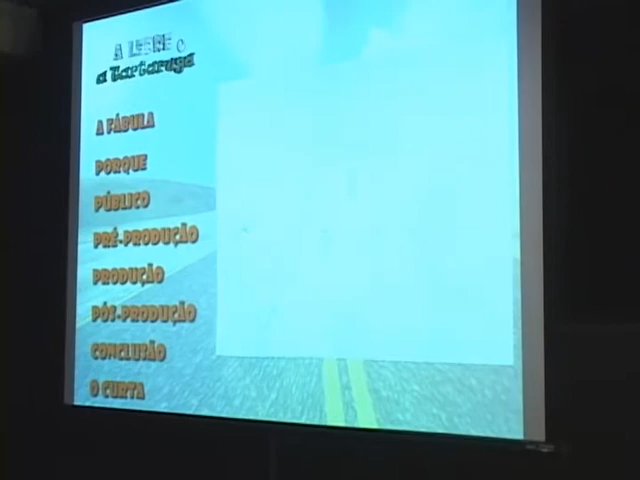 A LEBRE e
a Tartaruga
A FÁBULA
PORQUE
PÚBLICO
PRÉ-PRODUÇÃO
PRODUÇÃO
PÓS-PRODUÇÃO
CONCLUSÃO
O CURTA